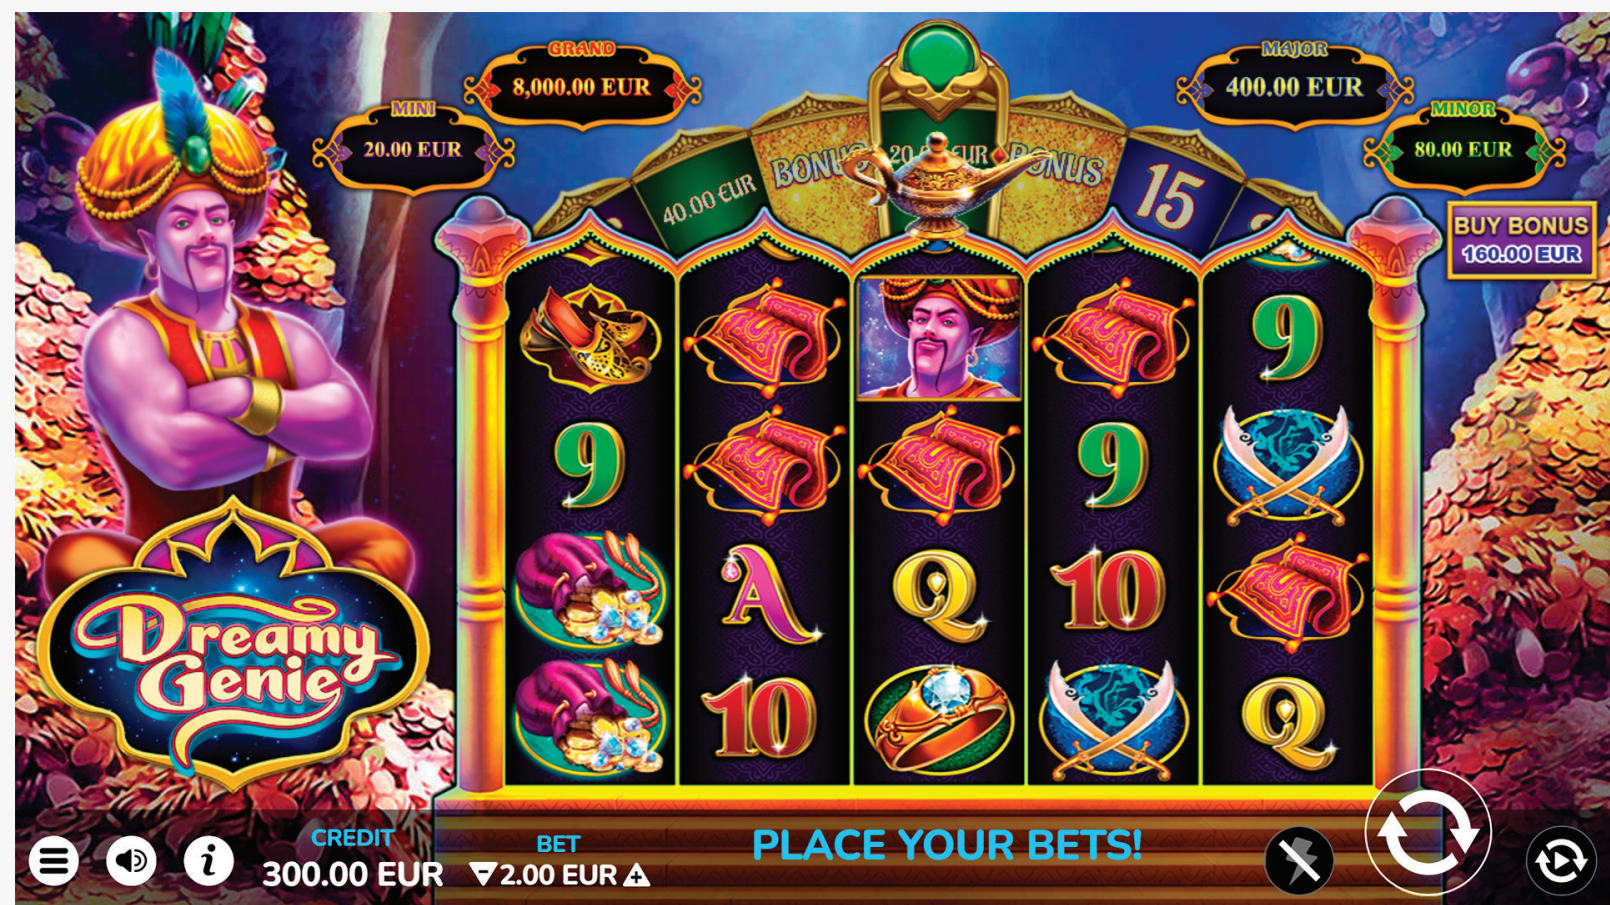 GRAND
8,000.00 EUR
MAJOR
400.00 EUR
MINI
20.00 EUR
MINOR
80.00 EUR
40.00 EUR
BONUS
BONUS
15
BUY BONUS
160.00 EUR
9
9
9
A
Q
10
10
Q
Dreamy
Genie
CREDIT
300.00 EUR
BET
2.00 EUR
PLACE YOUR BETS!